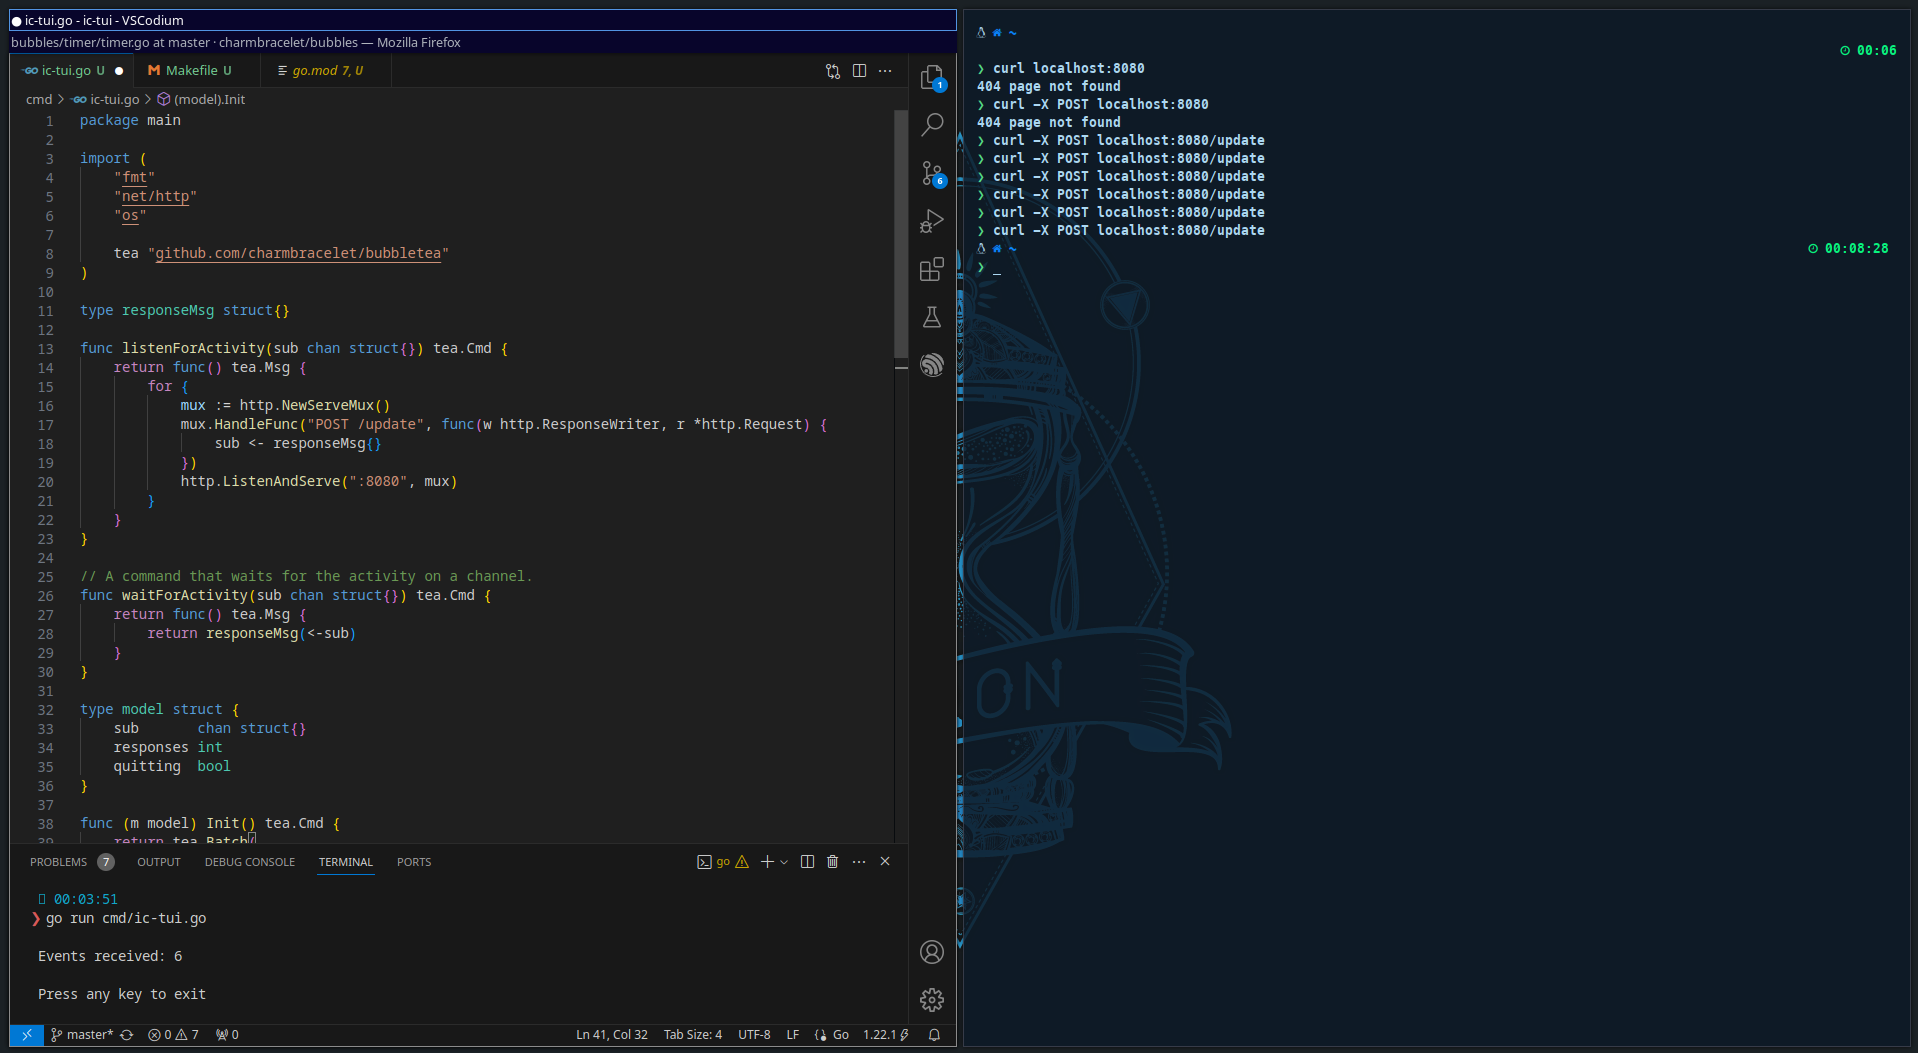 ic-tui.go - ic-tui - VSCodium
bubbles/timer/timer.go at master · charmbracelet/bubbles — Mozilla Firefox
ic-tui.go U
Makefile U
go.mod 7, U
cmd > ic-tui.go > (model).Init
1 package main
2
3 import (
4 "fmt"
5 "net/http"
6 "os"
7
8 tea "github.com/charmbracelet/bubbletea"
9 )
10
11 type responseMsg struct{}
12
13 func listenForActivity(sub chan struct{}) tea.Cmd {
14 return func() tea.Msg {
15 for {
16 mux := http.NewServeMux()
17 mux.HandleFunc("POST /update", func(w http.ResponseWriter, r *http.Request) {
18 sub <- responseMsg{}
19 })
20 http.ListenAndServe(":8080", mux)
21 }
22 }
23 }
24
25 // A command that waits for the activity on a channel.
26 func waitForActivity(sub chan struct{}) tea.Cmd {
27 return func() tea.Msg {
28 return responseMsg(<-sub)
29 }
30 }
31
32 type model struct {
33 sub chan struct{}
34 responses int
35 quitting bool
36 }
37
38 func (m model) Init() tea.Cmd {
39 return tea.Batch(
1
6
PROBLEMS 7 OUTPUT DEBUG CONSOLE TERMINAL PORTS
go
00:03:51
❯ go run cmd/ic-tui.go
Events received: 6
Press any key to exit
master* 0 7 0 Ln 41, Col 32 Tab Size: 4 UTF-8 LF Go 1.22.1
~
00:06
❯ curl localhost:8080
404 page not found
❯ curl -X POST localhost:8080
404 page not found
❯ curl -X POST localhost:8080/update
❯ curl -X POST localhost:8080/update
❯ curl -X POST localhost:8080/update
❯ curl -X POST localhost:8080/update
❯ curl -X POST localhost:8080/update
❯ curl -X POST localhost:8080/update
~ 00:08:28
❯ _
ON